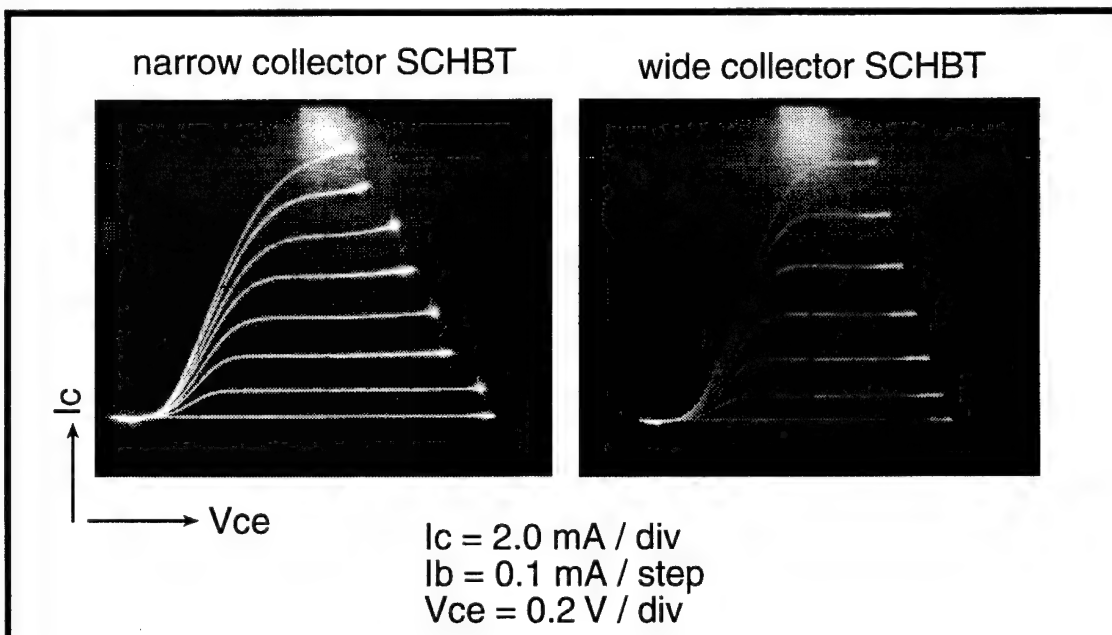 narrow collector SCHBT
wide collector SCHBT
Ic
Vce
Ic = 2.0 mA / div
Ib = 0.1 mA / step
Vce = 0.2 V / div